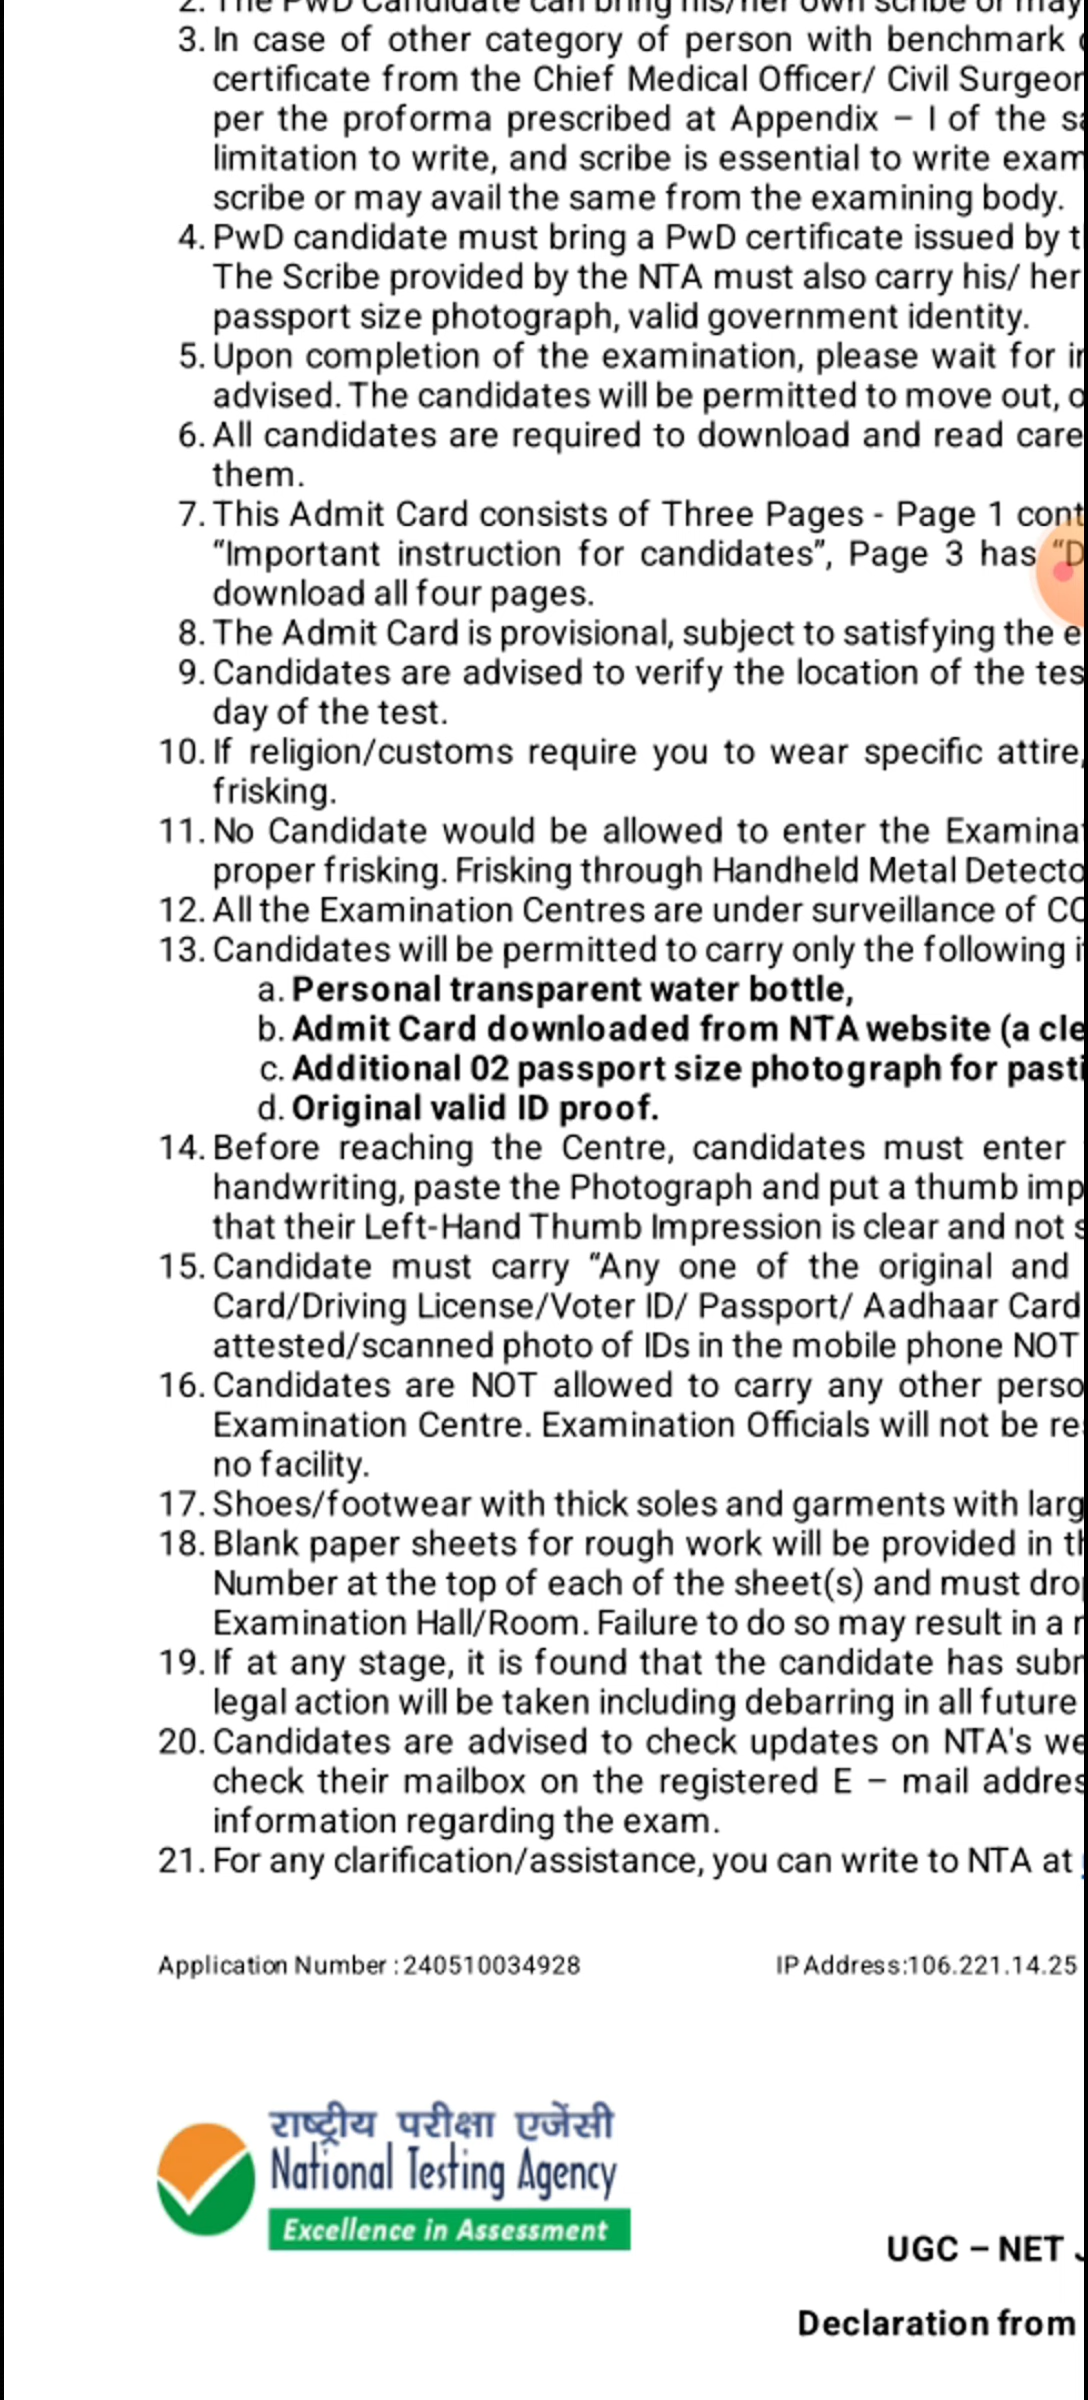 2. The PwD Candidate can bring his/her own scribe or may
3. In case of other category of person with benchmark
certificate from the Chief Medical Officer/ Civil Surgeon
per the proforma prescribed at Appendix – I of the
limitation to write, and scribe is essential to write exam
scribe or may avail the same from the examining body.
4. PwD candidate must bring a PwD certificate issued by t
The Scribe provided by the NTA must also carry his/ her
passport size photograph, valid government identity.
5. Upon completion of the examination, please wait for
advised. The candidates will be permitted to move out, o
6. All candidates are required to download and read care
them.
7. This Admit Card consists of Three Pages - Page 1 cont
“Important instruction for candidates”, Page 3 has “D
download all four pages.
8. The Admit Card is provisional, subject to satisfying the e
9. Candidates are advised to verify the location of the tes
day of the test.
10. If religion/customs require you to wear specific attire,
frisking.
11. No Candidate would be allowed to enter the Examina
proper frisking. Frisking through Handheld Metal Detecto
12. All the Examination Centres are under surveillance of CC
13. Candidates will be permitted to carry only the following
a. Personal transparent water bottle,
b. Admit Card downloaded from NTA website (a cle
c. Additional 02 passport size photograph for pasti
d. Original valid ID proof.
14. Before reaching the Centre, candidates must enter
handwriting, paste the Photograph and put a thumb imp
that their Left-Hand Thumb Impression is clear and not s
15. Candidate must carry “Any one of the original and
Card/Driving License/Voter ID/ Passport/ Aadhaar Card
attested/scanned photo of IDs in the mobile phone NOT
16. Candidates are NOT allowed to carry any other perso
Examination Centre. Examination Officials will not be re
no facility.
17. Shoes/footwear with thick soles and garments with larg
18. Blank paper sheets for rough work will be provided in th
Number at the top of each of the sheet(s) and must dro
Examination Hall/Room. Failure to do so may result in a
19. If at any stage, it is found that the candidate has subm
legal action will be taken including debarring in all future
20. Candidates are advised to check updates on NTA's we
check their mailbox on the registered E – mail addres
information regarding the exam.
21. For any clarification/assistance, you can write to NTA at
Application Number : 240510034928 IP Address:106.221.14.25
राष्ट्रीय परीक्षा एजेंसी
National Testing Agency
Excellence in Assessment
UGC – NET
Declaration from